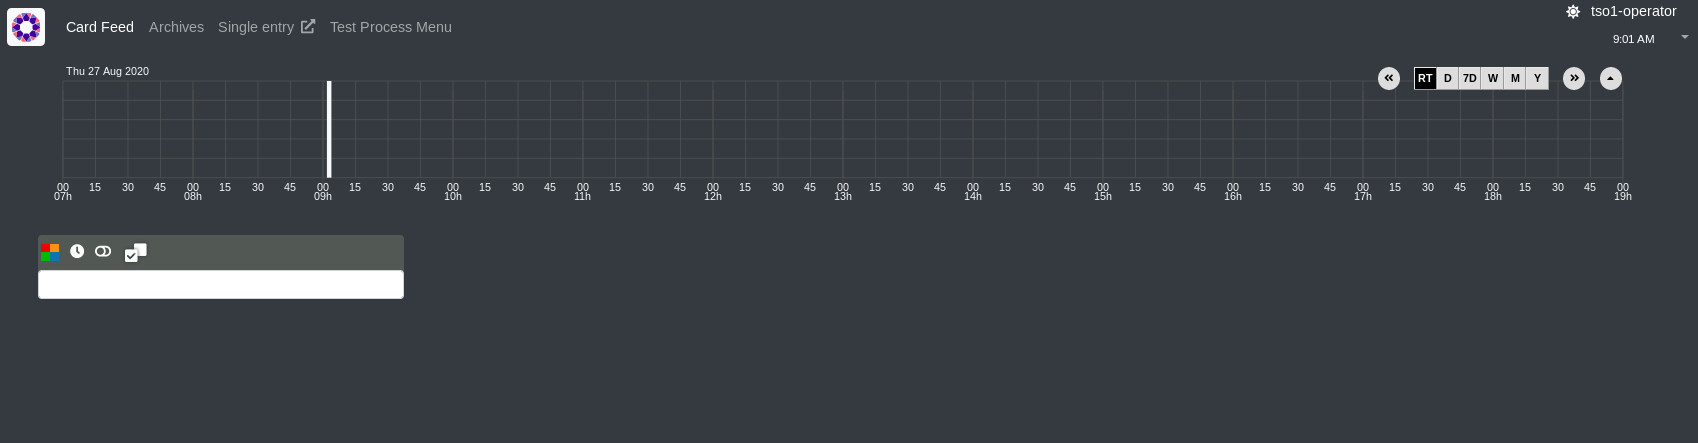 Card Feed Archives Single entry Test Process Menu tso1-operator
9:01 AM
Thu 27 Aug 2020 RT D 7D W M Y
00 15 30 45 00 15 30 45 00 15 30 45 00 15 30 45 00 15 30 45 00 15 30 45 00 15 30 45 00 15 30 45 00 15 30 45 00 15 30 45 00 15 30 45 00 15 30 45 00
07h 08h 09h 10h 11h 12h 13h 14h 15h 16h 17h 18h 19h